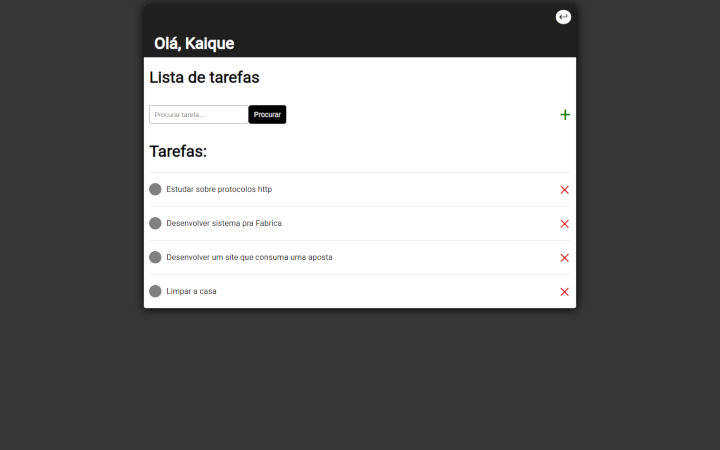 Olá, Kaique
Lista de tarefas
Procurar tarefa... Procurar
Tarefas:
Estudar sobre protocolos http
Desenvolver sistema pra Fabrica
Desenvolver um site que consuma uma aposta
Limpar a casa